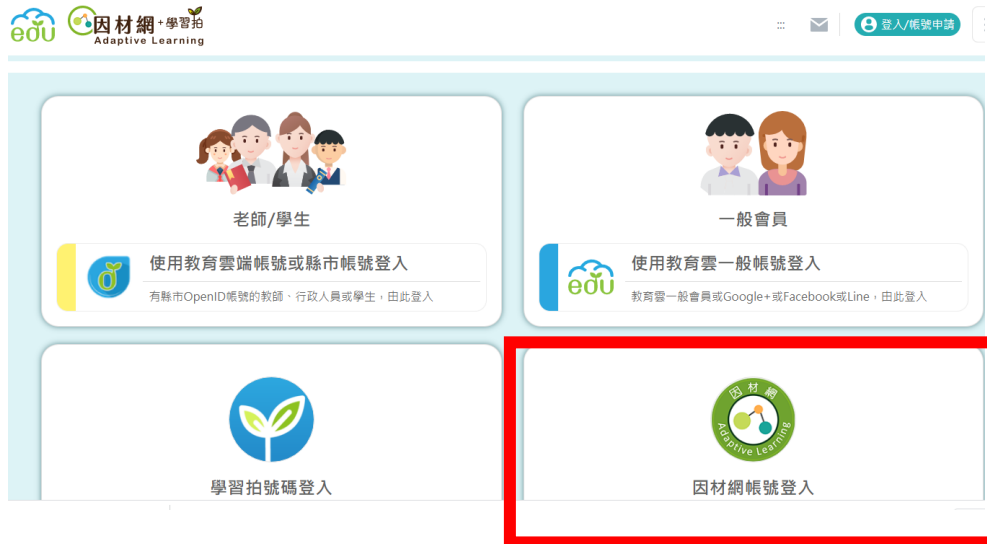 edu 因材網+學習拍
Adaptive Learning
登入/帳號申請
老師/學生
使用教育雲端帳號或縣市帳號登入
有縣市OpenID帳號的教師、行政人員或學生，由此登入
一般會員
edu
使用教育雲一般帳號登入
教育雲一般會員或Google+或Facebook或Line，由此登入
學習拍號碼登入
因材網
Adaptive Learning
因材網帳號登入